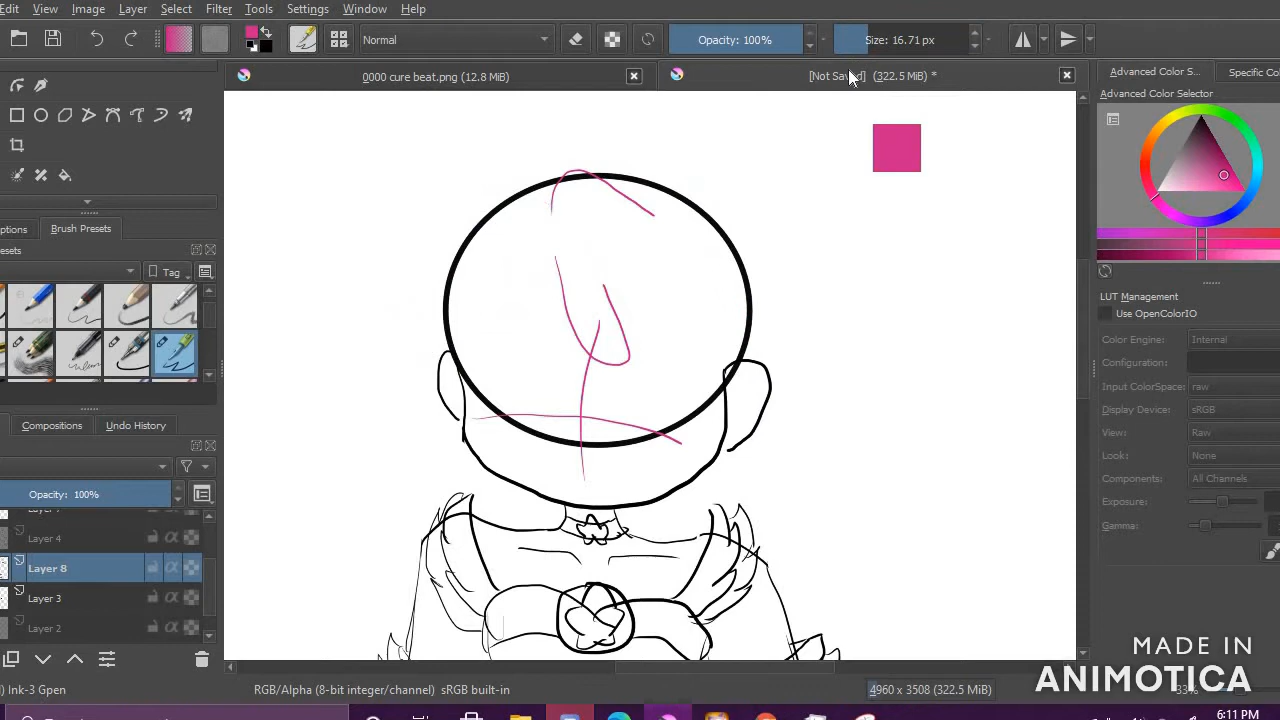 Edit View Image Layer Select Filter Tools Settings Window Help
Normal Opacity: 100% Size: 16.71 px
0000 cure beat.png (12.8 MiB) [Not Saved] (322.5 MiB) *
Advanced Color S... Specific Co
Advanced Color Selector
ptions Brush Presets
esets
Tag
LUT Management
Use OpenColorIO
Color Engine: Internal
Configuration:
Input ColorSpace: raw
Display Device: sRGB
View: Raw
Look: None
Components: All Channels
Exposure:
Gamma:
Compositions Undo History
Opacity: 100%
Layer 4
Layer 8
Layer 3
Layer 2
) Ink-3 Gpen RGB/Alpha (8-bit integer/channel) sRGB built-in 4960 x 3508 (322.5 MiB) 33%
MADE IN
ANIMOTICA
6:11 PM